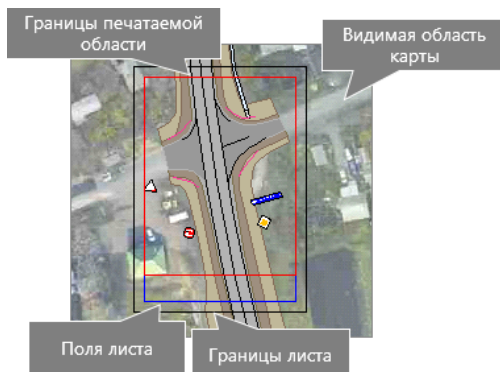 Границы печатаемой
области
Видимая область
карты
Поля листа
Границы листа